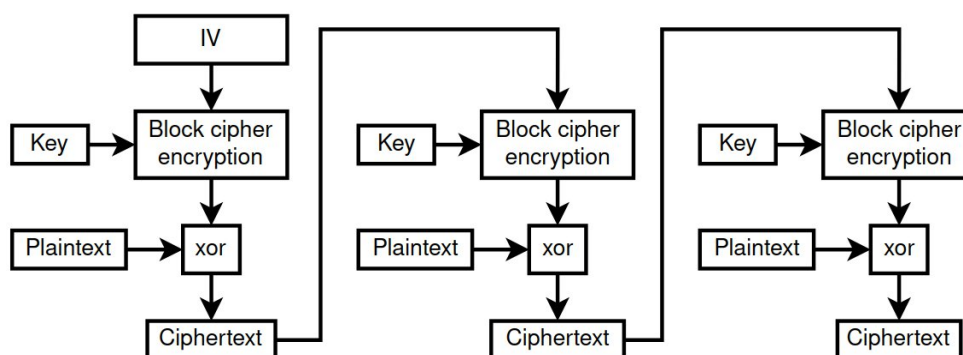 IV
Key
Block cipher
encryption
Key
Block cipher
encryption
Key
Block cipher
encryption
Plaintext
xor
Plaintext
xor
Plaintext
xor
Ciphertext
Ciphertext
Ciphertext